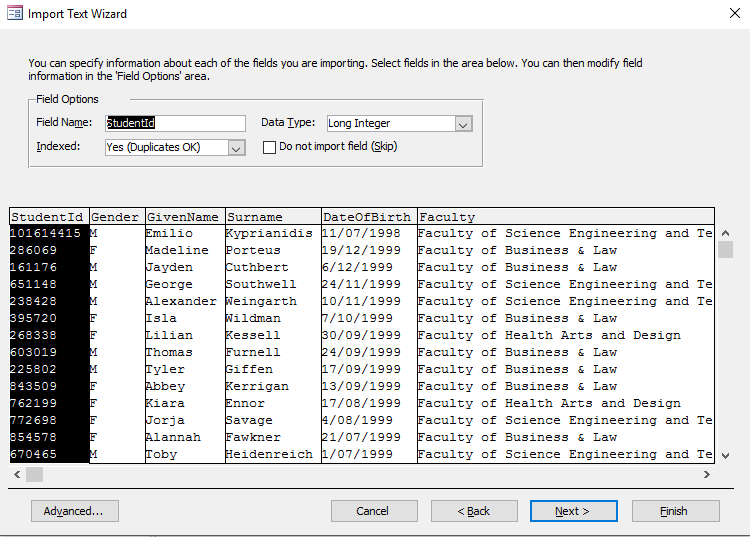 Import Text Wizard
You can specify information about each of the fields you are importing. Select fields in the area below. You can then modify field
information in the 'Field Options' area.
Field Options
Field Name: StudentId Data Type: Long Integer
Indexed: Yes (Duplicates OK) Do not import field (Skip)
StudentId Gender GivenName Surname DateOfBirth Faculty
101614415 M Emilio Kyprianidis 11/07/1998 Faculty of Science Engineering and Te
286069 F Madeline Porteus 19/12/1999 Faculty of Business & Law
161176 M Jayden Cuthbert 6/12/1999 Faculty of Business & Law
651148 M George Southwell 24/11/1999 Faculty of Science Engineering and Te
238428 M Alexander Weingarth 10/11/1999 Faculty of Science Engineering and Te
395720 F Isla Wildman 7/10/1999 Faculty of Business & Law
268338 F Lilian Kessell 30/09/1999 Faculty of Health Arts and Design
603019 M Thomas Furnell 24/09/1999 Faculty of Business & Law
225802 M Tyler Giffen 17/09/1999 Faculty of Business & Law
843509 F Abbey Kerrigan 13/09/1999 Faculty of Business & Law
762199 F Kiara Ennor 17/08/1999 Faculty of Health Arts and Design
772698 F Jorja Savage 4/08/1999 Faculty of Science Engineering and Te
854578 F Alannah Fawkner 21/07/1999 Faculty of Business & Law
670465 M Toby Heidenreich 1/07/1999 Faculty of Science Engineering and Te
Advanced... Cancel < Back Next > Finish